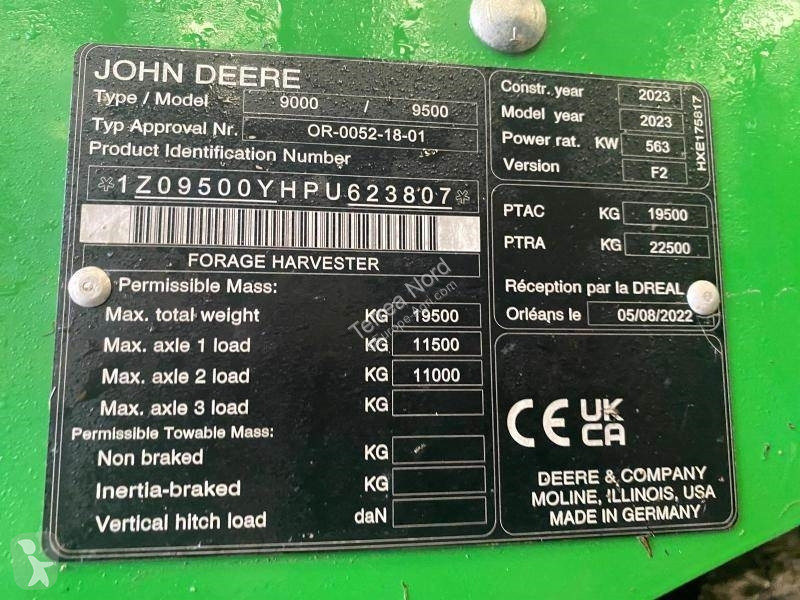 JOHN DEERE
Type / Model 9000 / 9500
Typ Approval Nr. OR-0052-18-01
Product Identification Number
*1Z09500YHPU623807*
FORAGE HARVESTER
Permissible Mass:
Max. total weight KG 19500
Max. axle 1 load KG 11500
Max. axle 2 load KG 11000
Max. axle 3 load KG
Permissible Towable Mass:
Non braked KG
Inertia-braked KG
Vertical hitch load daN
Constr. year 2023
Model year 2023
Power rat. KW 563
Version F2
HXE175817
PTAC KG 19500
PTRA KG 22500
Réception par la DREAL
Orléans le 05/08/2022
CE UK
CA
DEERE & COMPANY
MOLINE, ILLINOIS, USA
MADE IN GERMANY
Terrea Nord
europe-agri.com